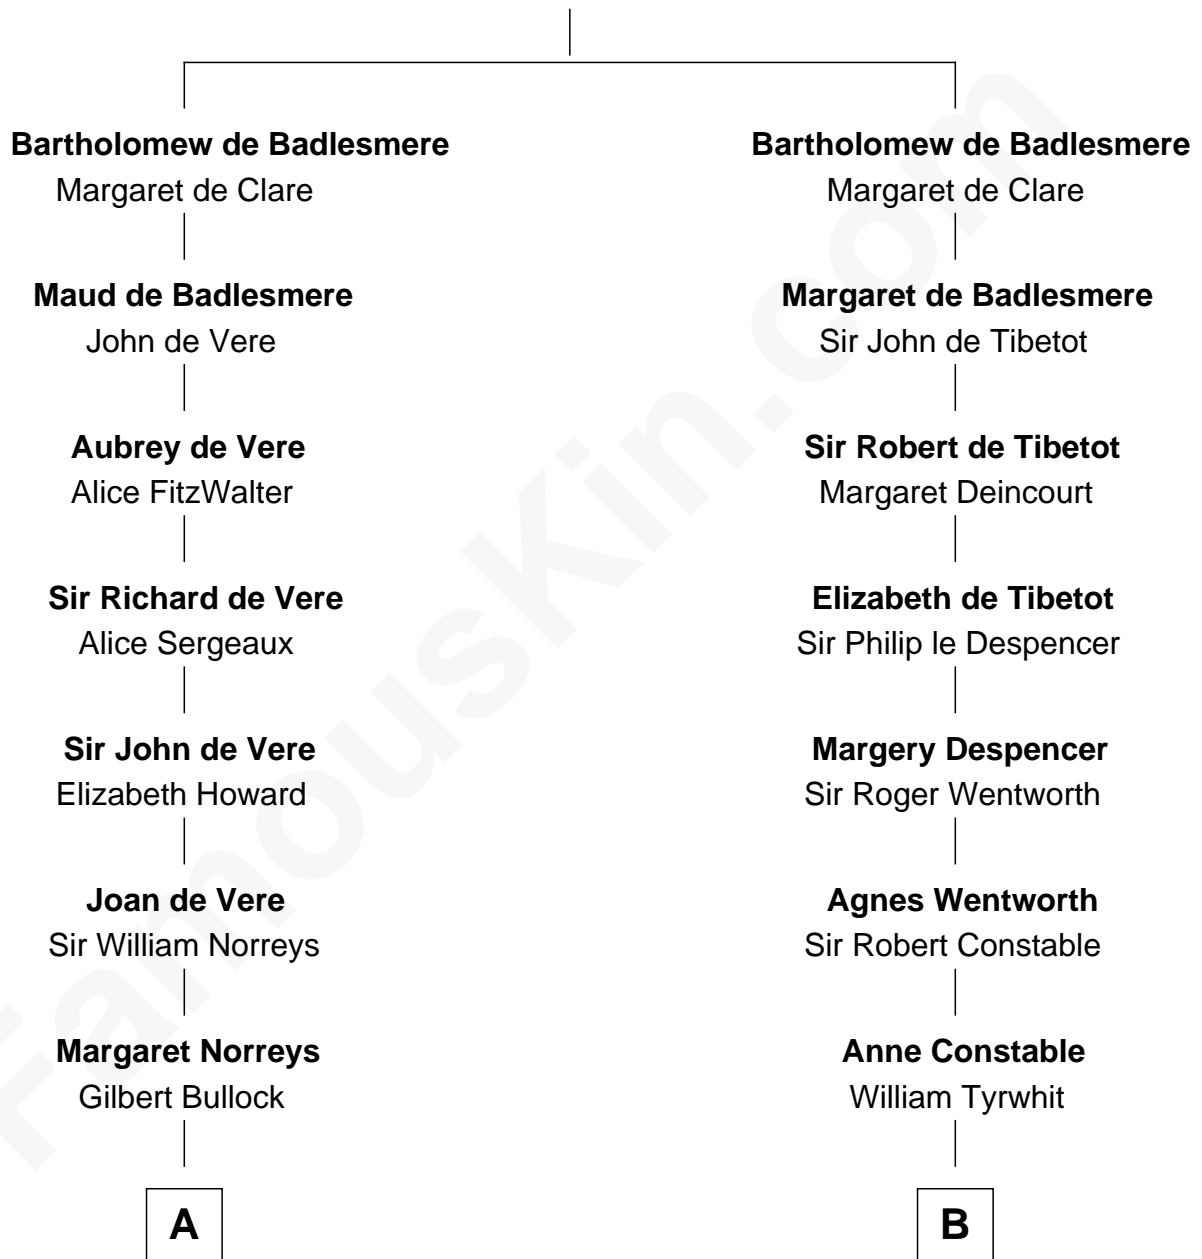 Bartholomew de Badlesmere
Margaret de Clare
Maud de Badlesmere
John de Vere
Aubrey de Vere
Alice FitzWalter
Sir Richard de Vere
Alice Sergeaux
Sir John de Vere
Elizabeth Howard
Joan de Vere
Sir William Norreys
Margaret Norreys
Gilbert Bullock
A
Bartholomew de Badlesmere
Margaret de Clare
Margaret de Badlesmere
Sir John de Tibetot
Sir Robert de Tibetot
Margaret Deincourt
Elizabeth de Tibetot
Sir Philip le Despencer
Margery Despencer
Sir Roger Wentworth
Agnes Wentworth
Sir Robert Constable
Anne Constable
William Tyrwhit
B
FamousKin.com